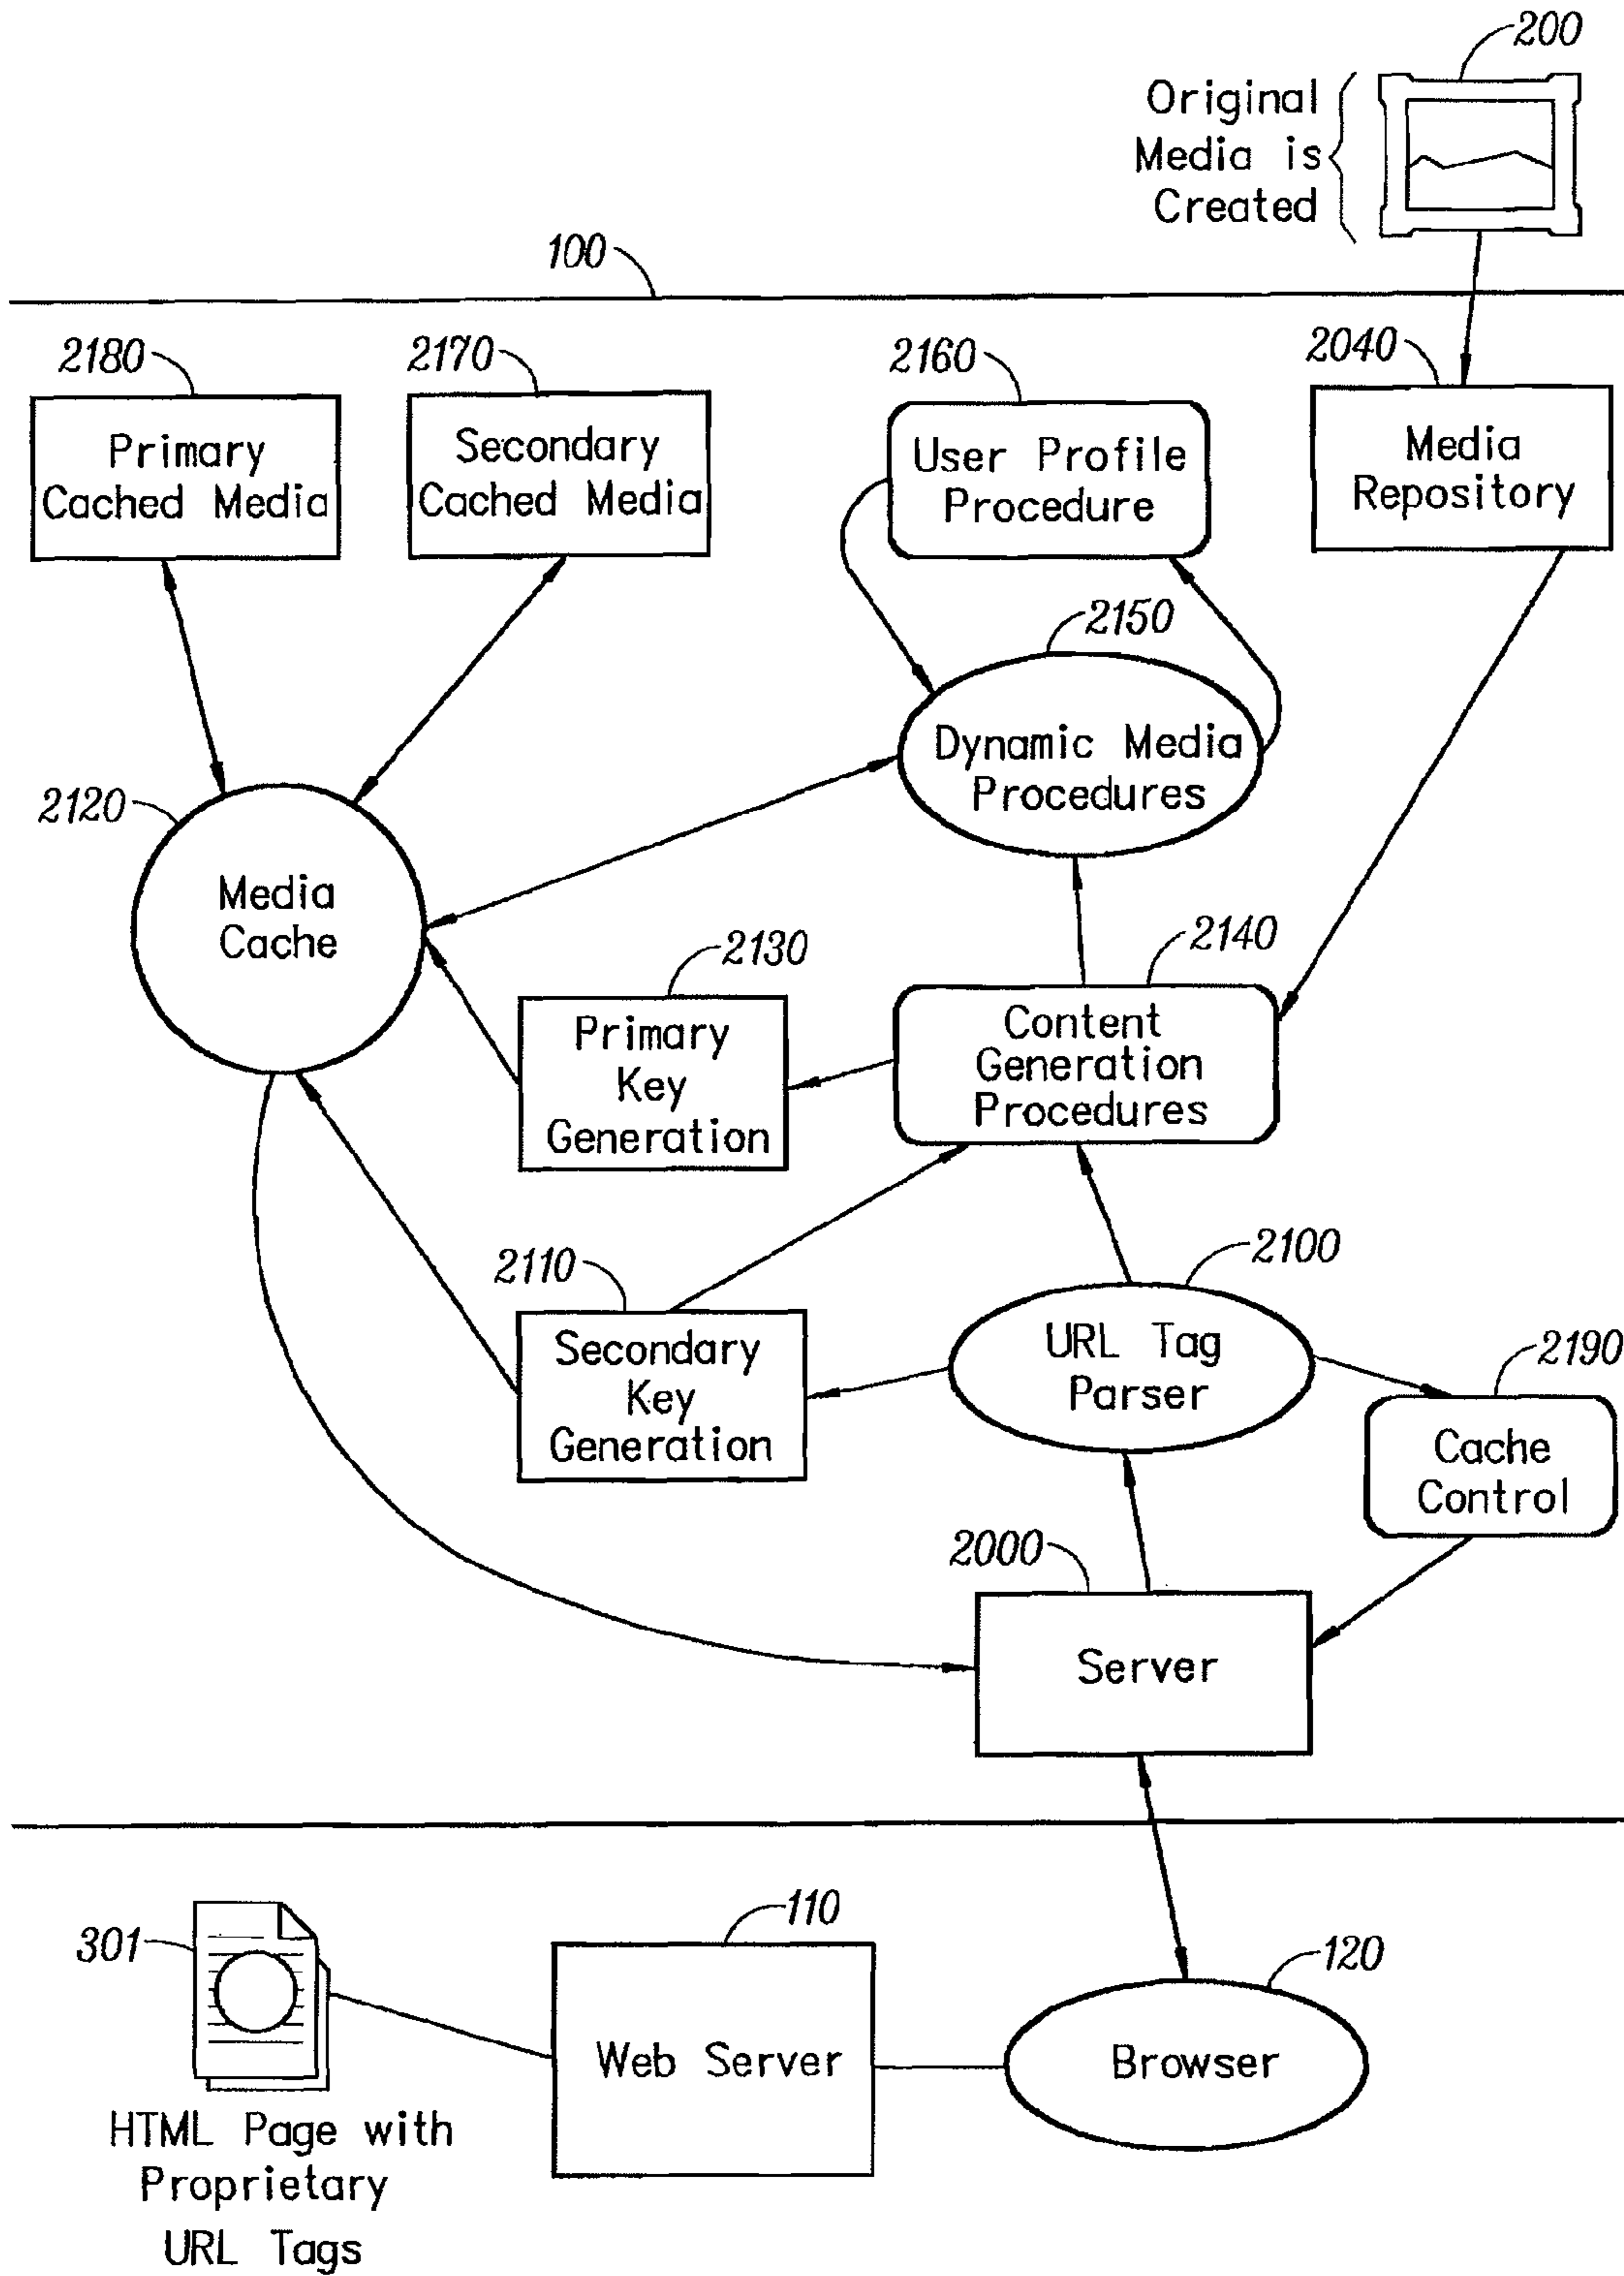 200
Original
Media is
Created
100
2180
2170
2160
2040
Primary
Cached Media
Secondary
Cached Media
User Profile
Procedure
Media
Repository
2150
Dynamic Media
Procedures
2120
Media
Cache
2130
2140
Primary
Key
Generation
Content
Generation
Procedures
2110
2100
Secondary
Key
Generation
URL Tag
Parser
2190
Cache
Control
2000
Server
301
110
120
Web Server
Browser
HTML Page with
Proprietary
URL Tags